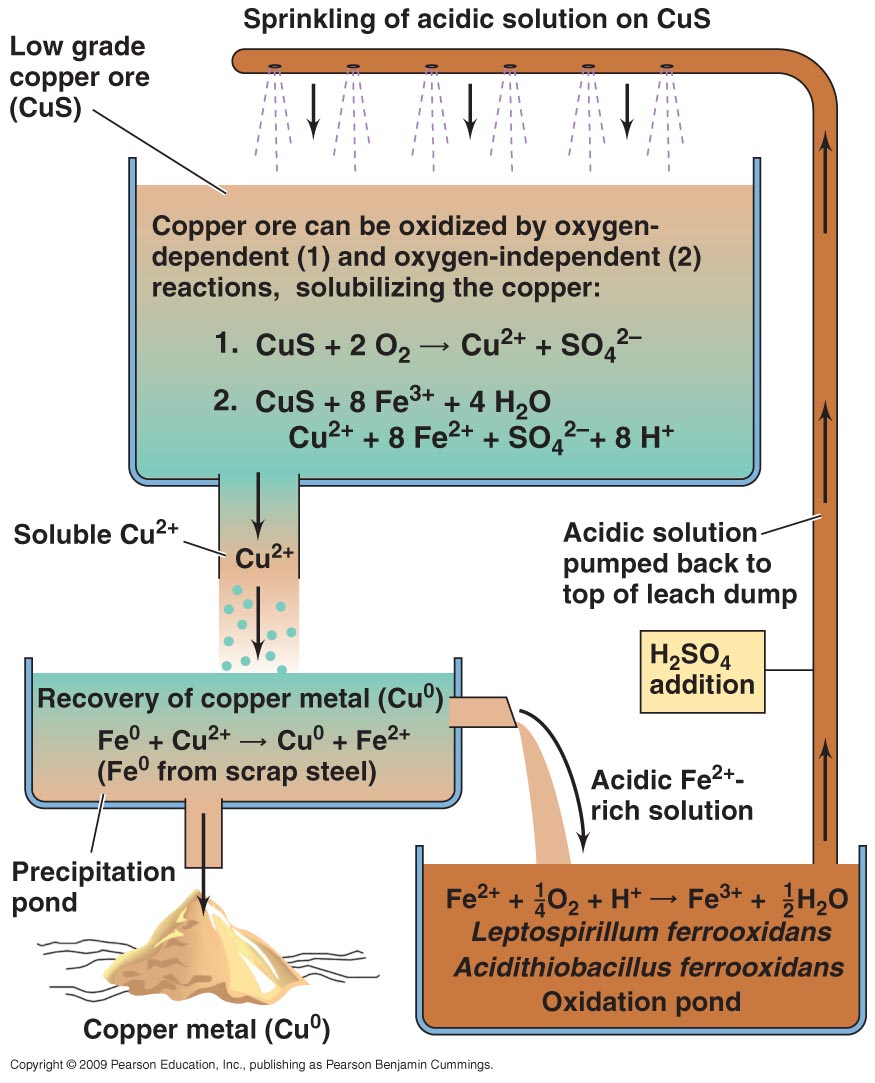 Sprinkling of acidic solution on CuS
Low grade
copper ore
(CuS)
Copper ore can be oxidized by oxygen-
dependent (1) and oxygen-independent (2)
reactions, solubilizing the copper:
1. CuS + 2 O₂ → Cu²⁺ + SO₄²⁻
2. CuS + 8 Fe³⁺ + 4 H₂O
Cu²⁺ + 8 Fe²⁺ + SO₄²⁻ + 8 H⁺
Soluble Cu²⁺
Cu²⁺
Acidic solution
pumped back to
top of leach dump
H₂SO₄
addition
Recovery of copper metal (Cu⁰)
Fe⁰ + Cu²⁺ → Cu⁰ + Fe²⁺
(Fe⁰ from scrap steel)
Acidic Fe²⁺-
rich solution
Precipitation
pond
Fe²⁺ + ¼O₂ + H⁺ → Fe³⁺ + ½H₂O
Leptospirillum ferrooxidans
Acidithiobacillus ferrooxidans
Oxidation pond
Copper metal (Cu⁰)
Copyright © 2009 Pearson Education, Inc., publishing as Pearson Benjamin Cummings.